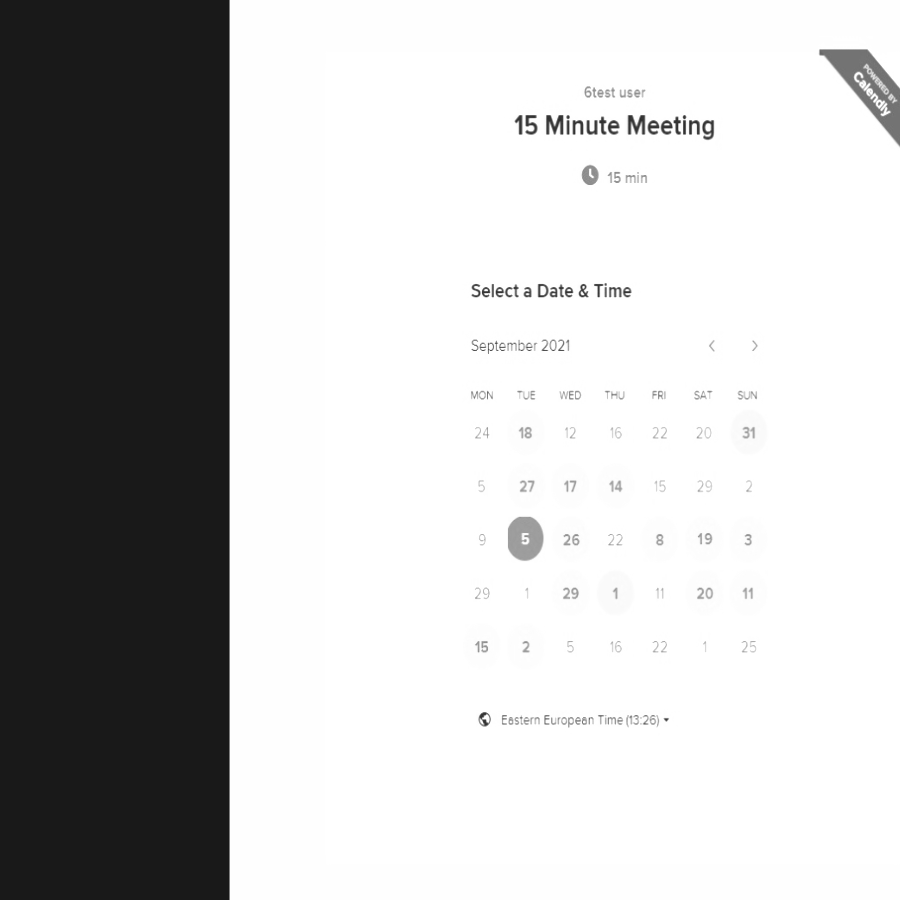 POWERED BY
Calendly
6test user
15 Minute Meeting
15 min
Select a Date & Time
September 2021
MON TUE WED THU FRI SAT SUN
24 18 12 16 22 20 31
5 27 17 14 15 29 2
9 5 26 22 8 19 3
29 1 29 1 11 20 11
15 2 5 16 22 1 25
Eastern European Time (13:26)